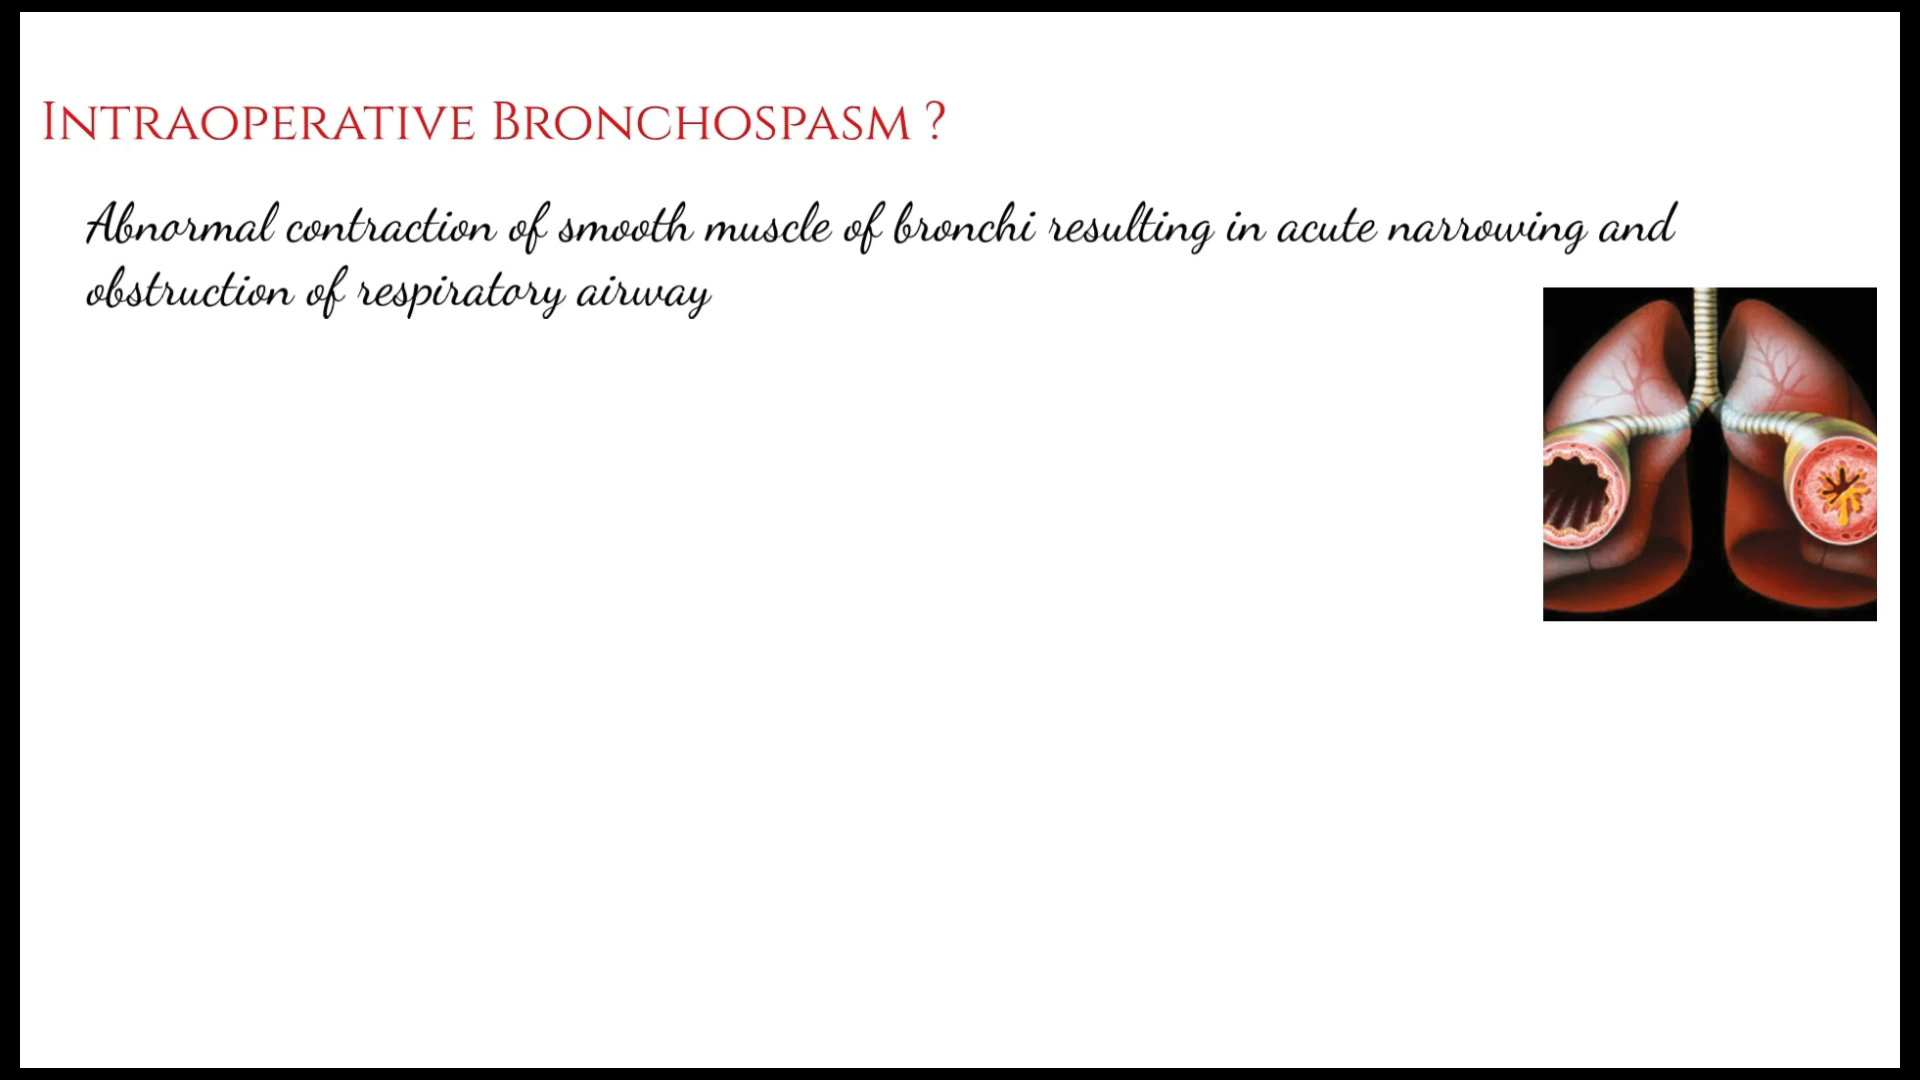 Intraoperative Bronchospasm ?
Abnormal contraction of smooth muscle of bronchi resulting in acute narrowing and
obstruction of respiratory airway